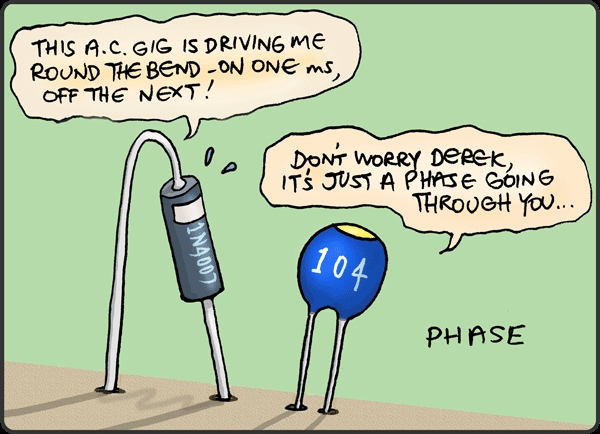 THIS A.C. GIG IS DRIVING ME
ROUND THE BEND - ON ONE ms,
OFF THE NEXT!
DON'T WORRY DEREK,
IT'S JUST A PHASE GOING
THROUGH YOU...
1N4007
104
PHASE